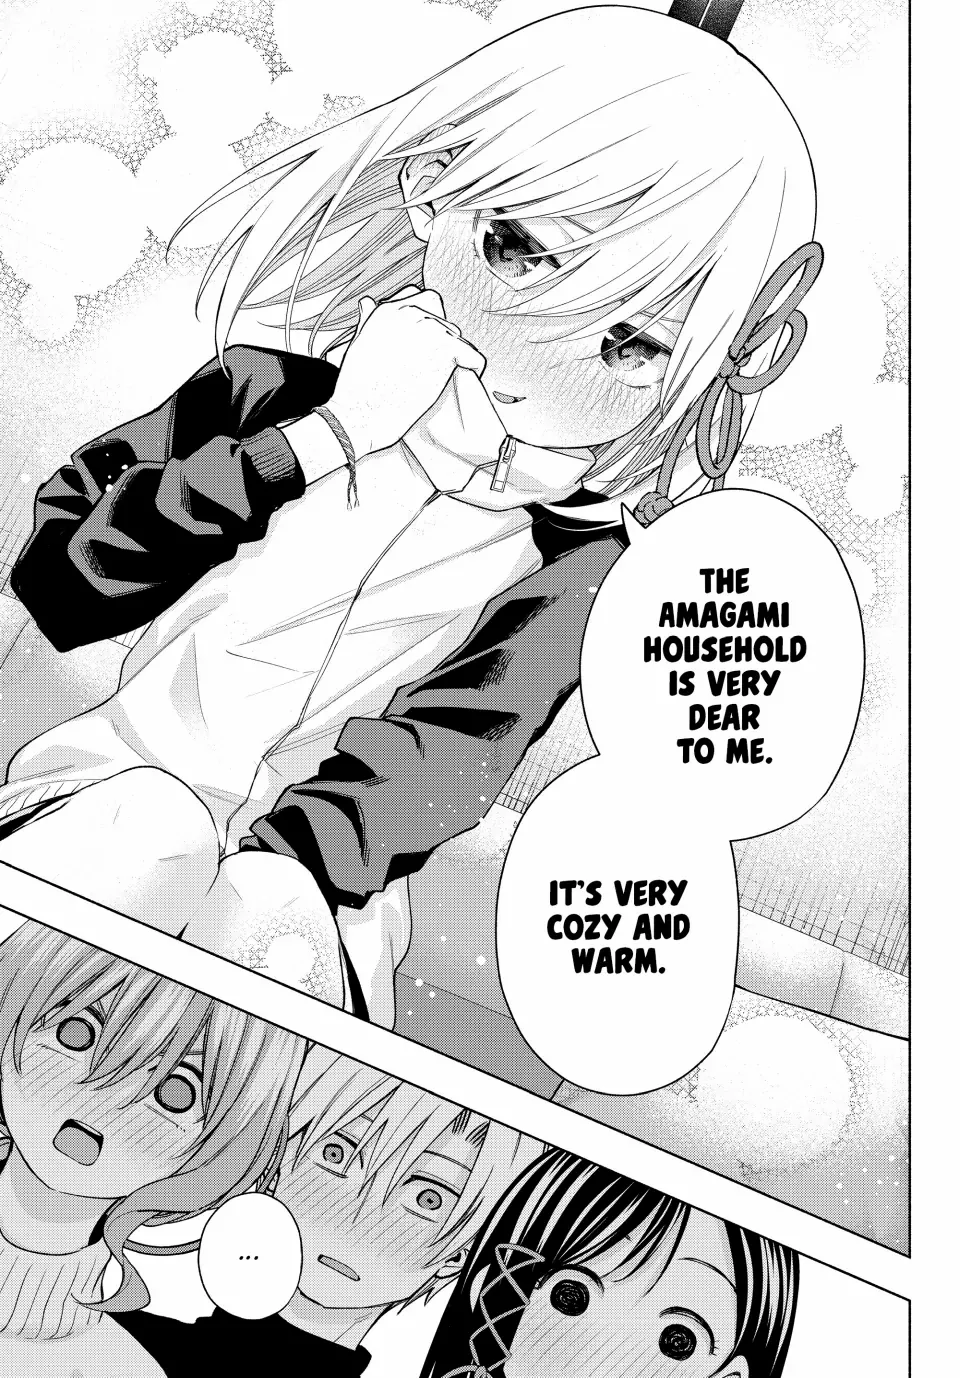 THE
AMAGAMI
HOUSEHOLD
IS VERY
DEAR
TO ME.
IT'S VERY
COZY AND
WARM.
...